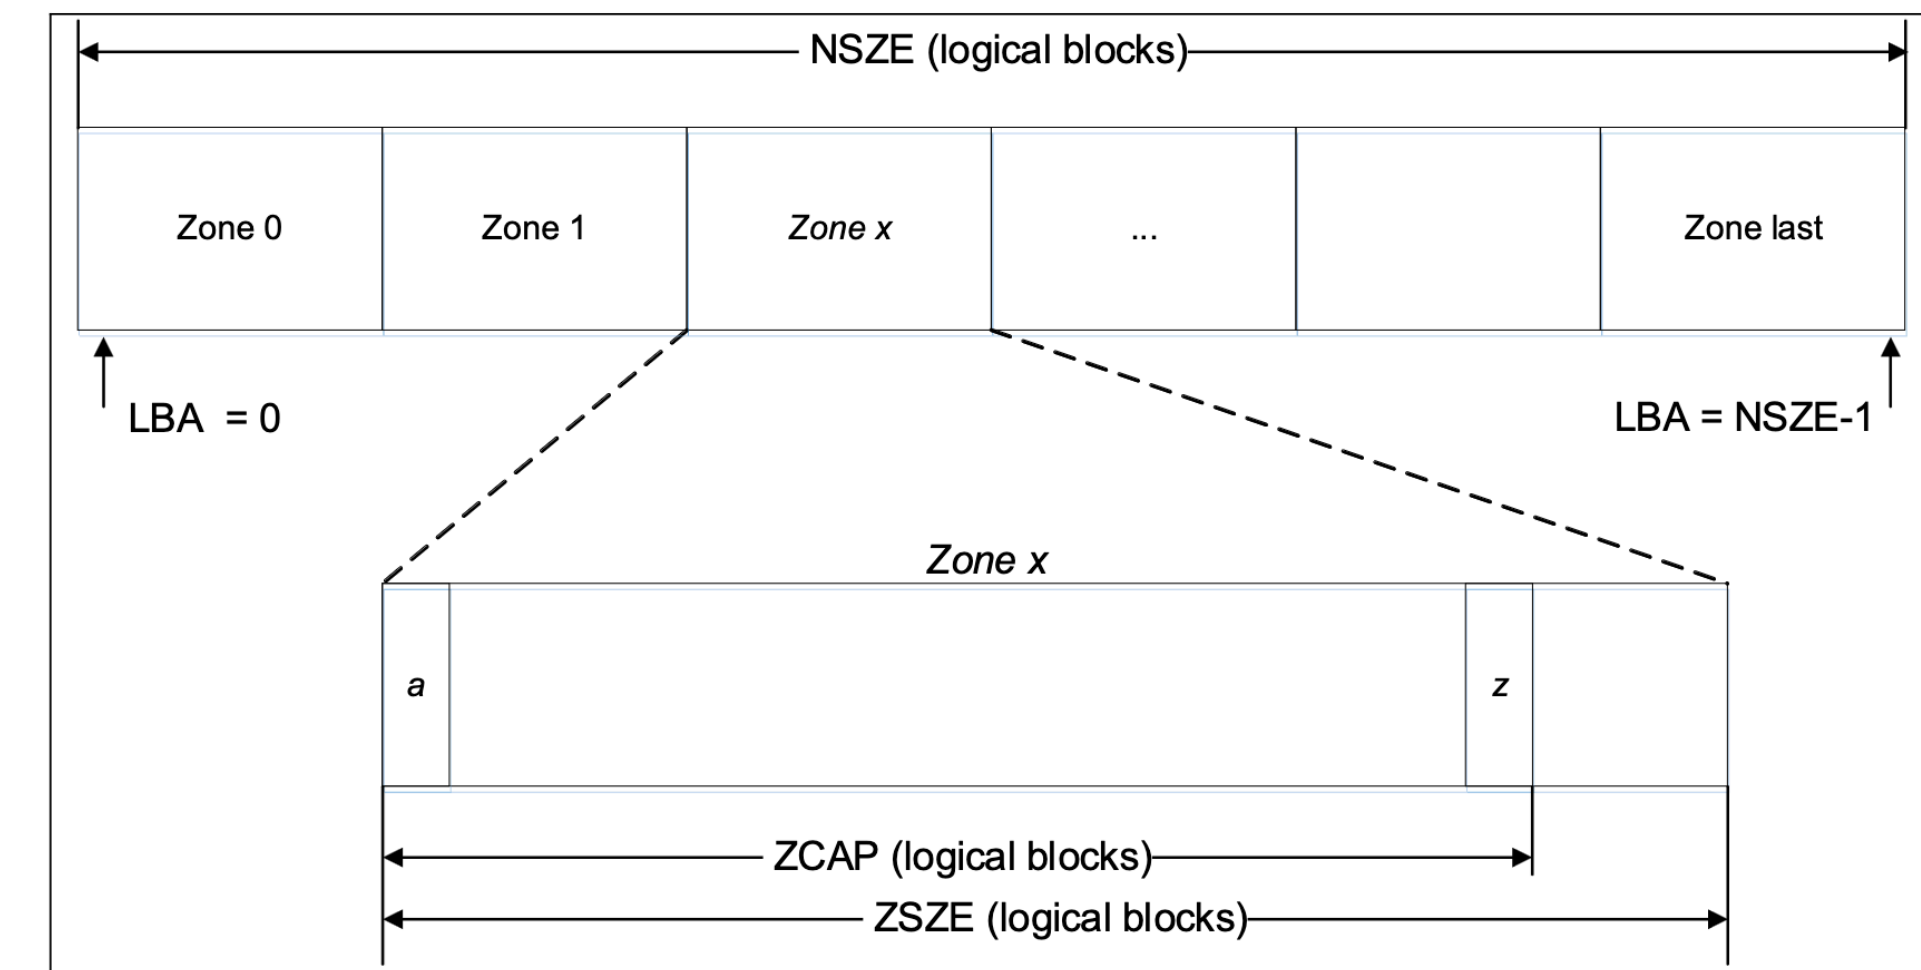 NSZE (logical blocks)
Zone 0
Zone 1
Zone x
...
Zone last
LBA = 0
LBA = NSZE-1
Zone x
a
z
ZCAP (logical blocks)
ZSZE (logical blocks)